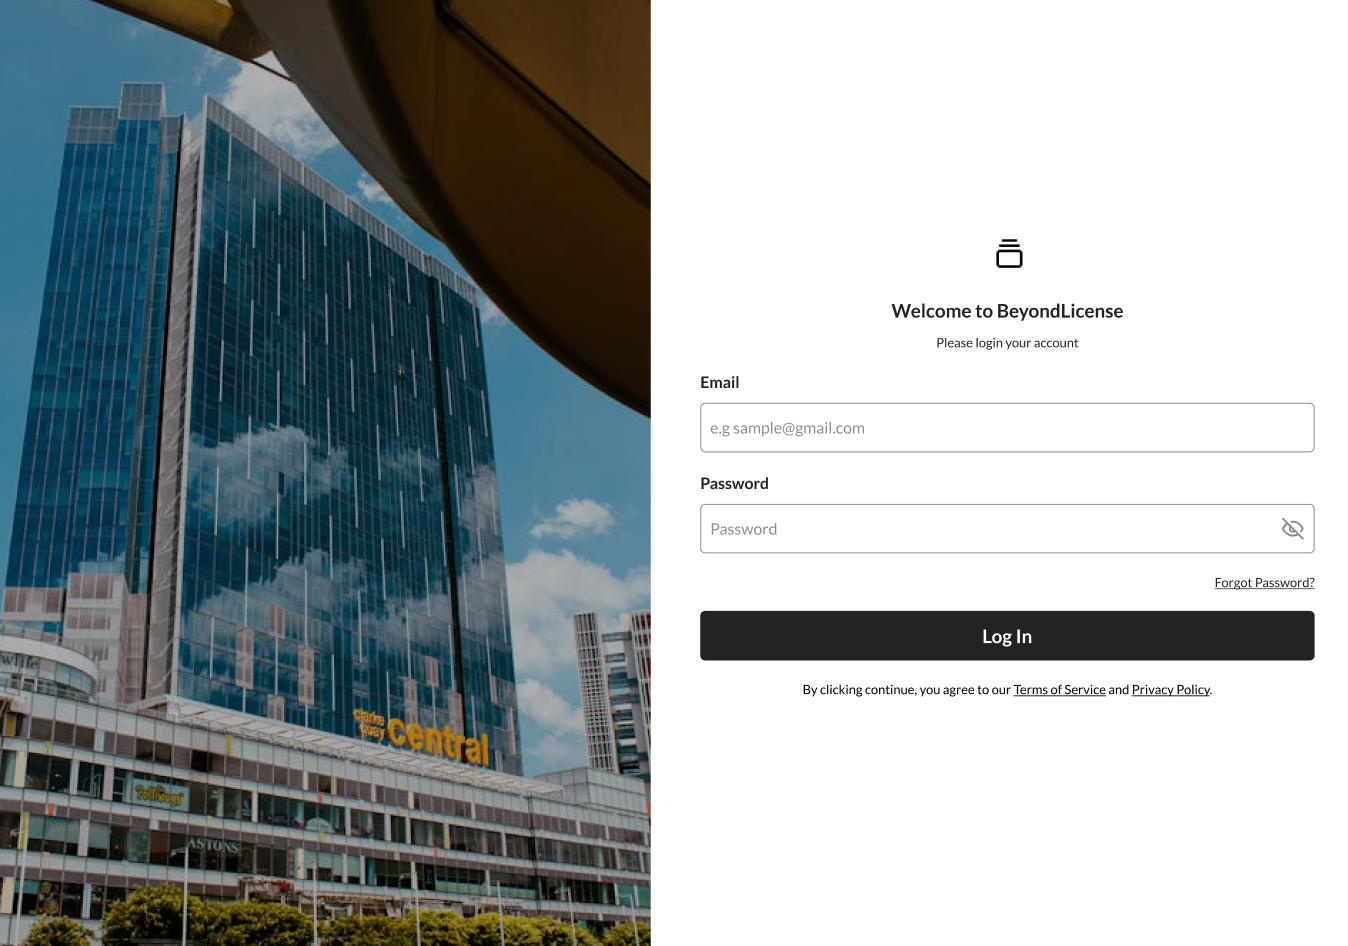 wlife
clarke
quay central
ASTONS
Welcome to BeyondLicense
Please login your account
Email
e.g sample@gmail.com
Password
Password
Forgot Password?
Log In
By clicking continue, you agree to our Terms of Service and Privacy Policy.